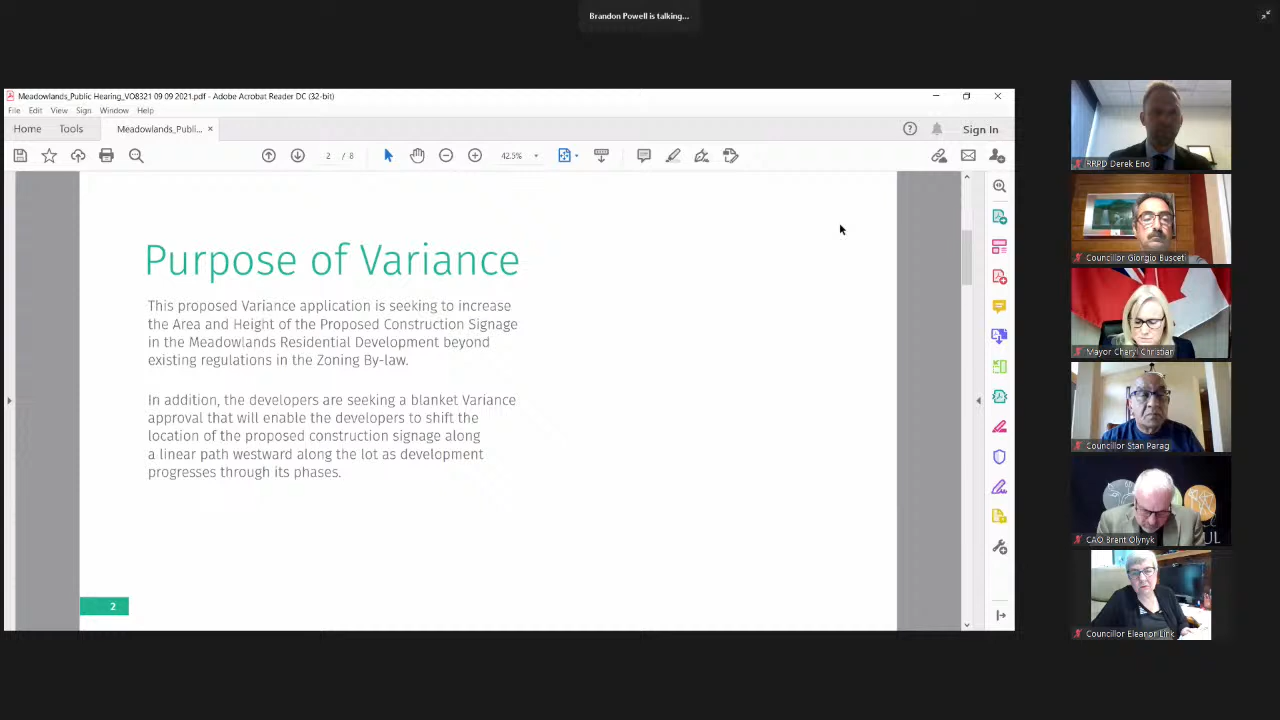 Brandon Powell is talking...
Meadowlands_Public Hearing_VO8321 09 09 2021.pdf - Adobe Acrobat Reader DC (32-bit)
File Edit View Sign Window Help
Home Tools Meadowlands_Publi... × Sign In
2 / 8 42.5%
Purpose of Variance
This proposed Variance application is seeking to increase
the Area and Height of the Proposed Construction Signage
in the Meadowlands Residential Development beyond
existing regulations in the Zoning By-law.
In addition, the developers are seeking a blanket Variance
approval that will enable the developers to shift the
location of the proposed construction signage along
a linear path westward along the lot as development
progresses through its phases.
2
RRPD Derek Eno
Councillor Giorgio Busceti
Mayor Cheryl Christian
Councillor Stan Parag
CAO Brent Olynyk
Councillor Eleanor Link